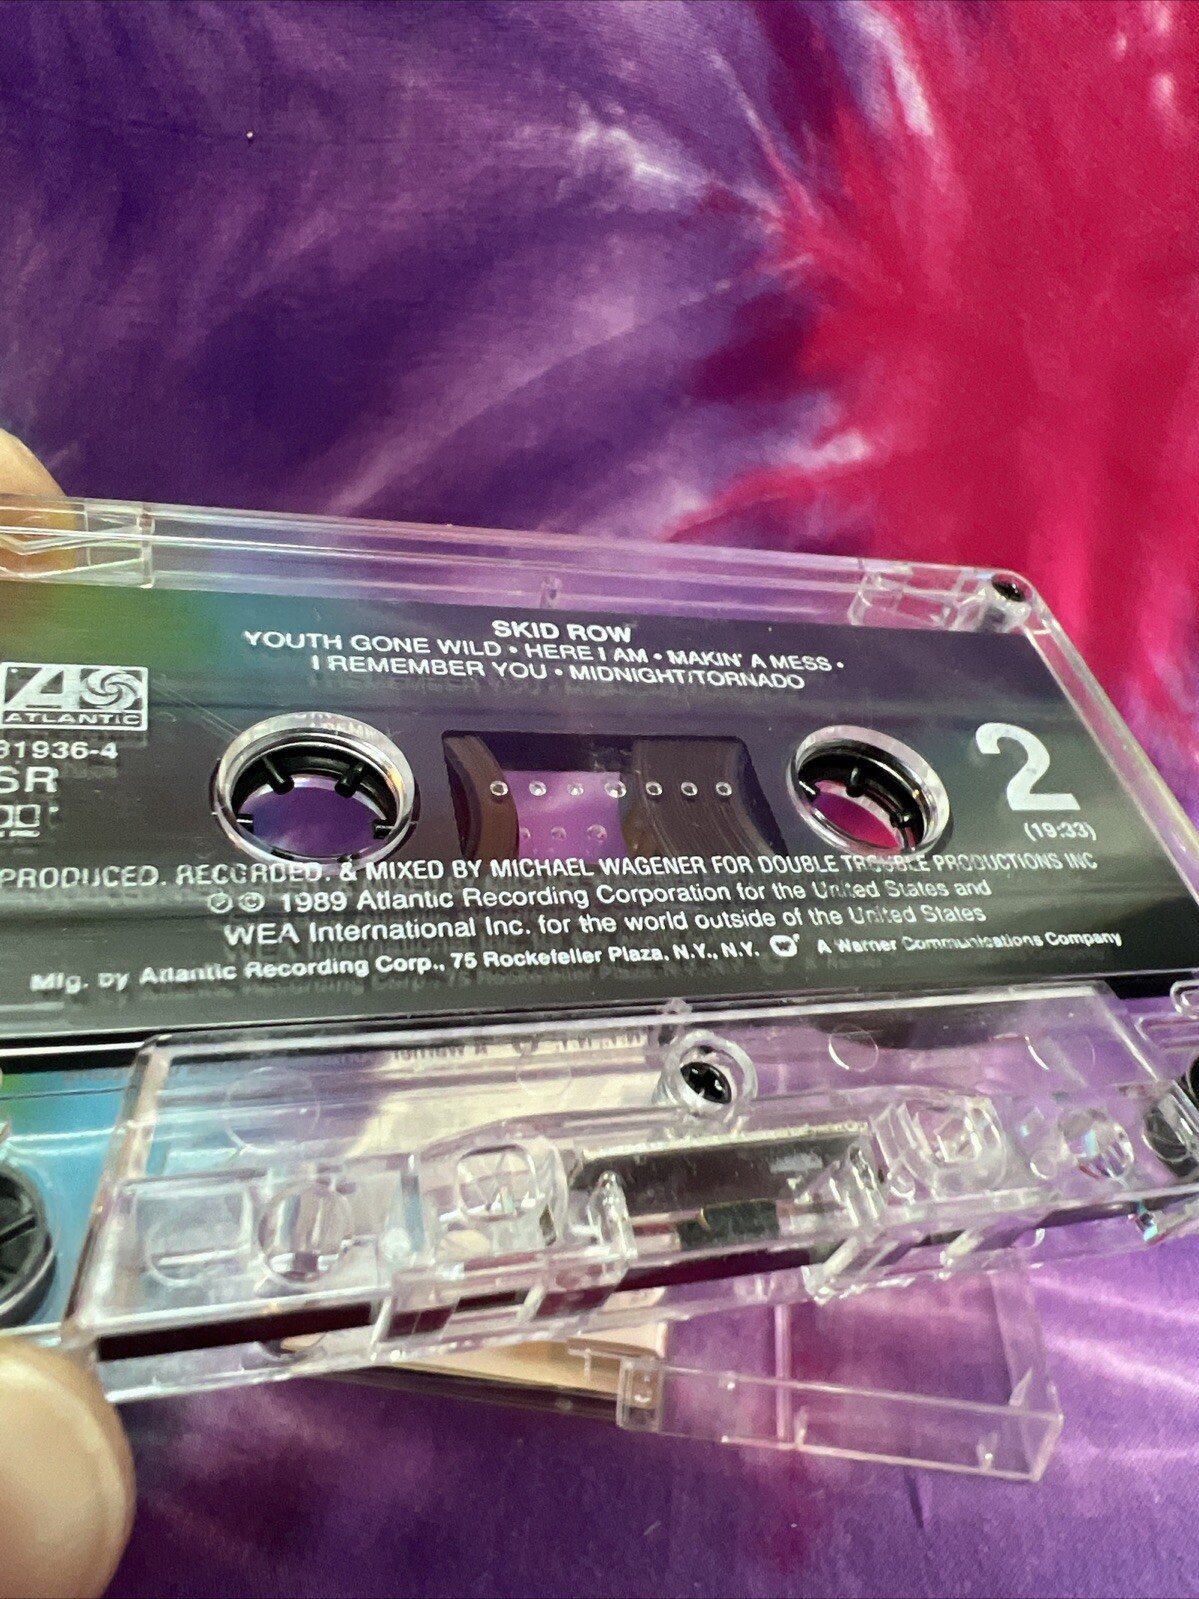 SKID ROW
YOUTH GONE WILD • HERE I AM • MAKIN' A MESS •
I REMEMBER YOU • MIDNIGHT/TORNADO
ATLANTIC
81936-4
SR
2
(19:33)
PRODUCED, RECORDED, & MIXED BY MICHAEL WAGENER FOR DOUBLE TROUBLE PRODUCTIONS INC
℗ © 1989 Atlantic Recording Corporation for the United States and
WEA International Inc. for the world outside of the United States
Mfg. by Atlantic Recording Corp., 75 Rockefeller Plaza, N.Y., N.Y. A Warner Communications Company